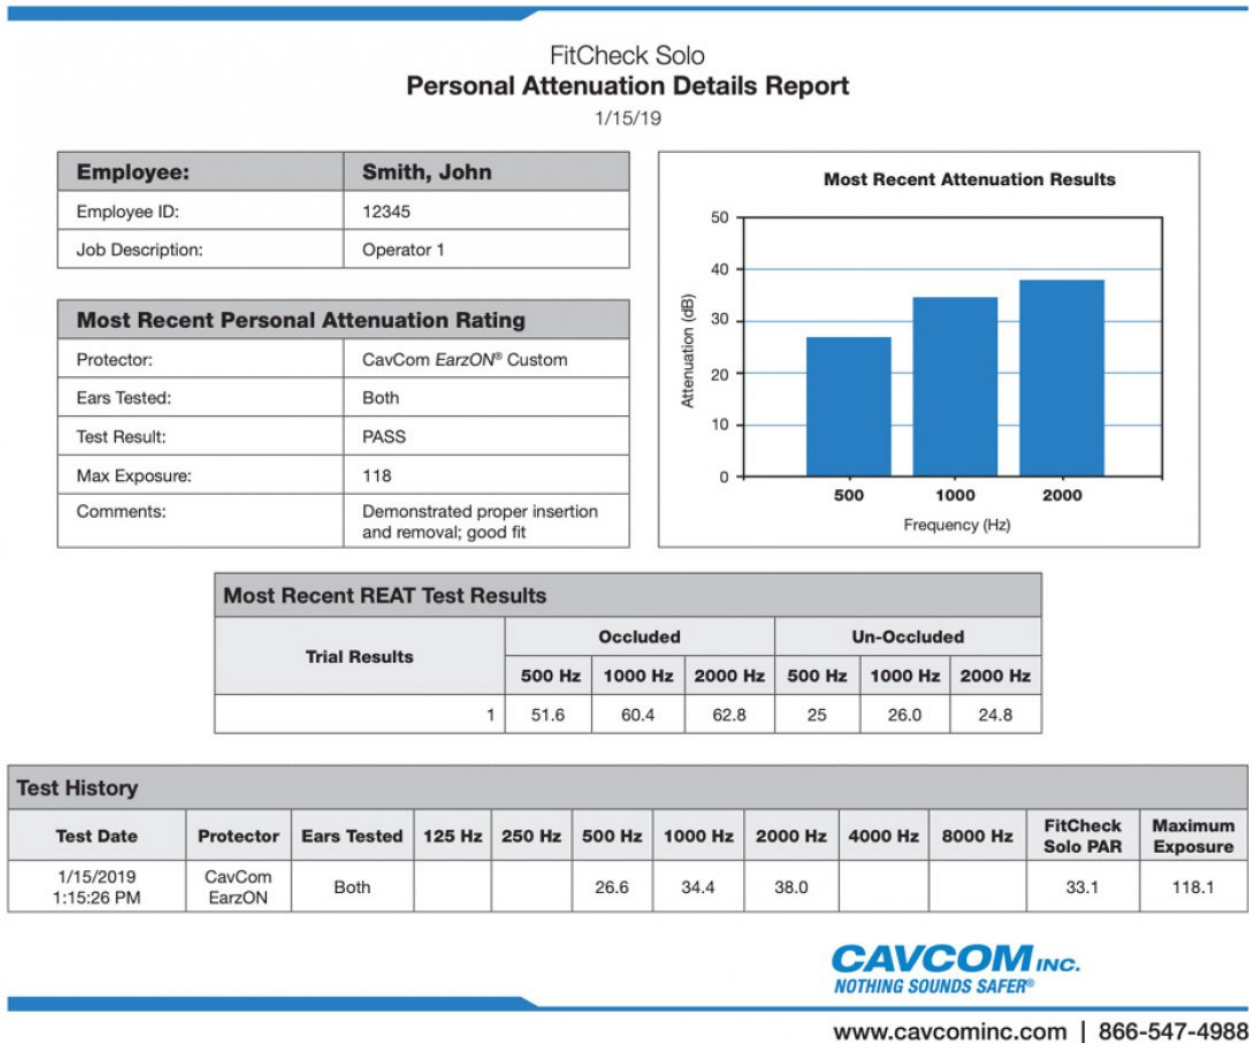 FitCheck Solo
Personal Attenuation Details Report
1/15/19
Employee: Smith, John
Employee ID: 12345
Job Description: Operator 1
Most Recent Personal Attenuation Rating
Protector: CavCom EarzON® Custom
Ears Tested: Both
Test Result: PASS
Max Exposure: 118
Comments: Demonstrated proper insertion
and removal; good fit
Most Recent Attenuation Results
Attenuation (dB)
50
40
30
20
10
0
500 1000 2000
Frequency (Hz)
Most Recent REAT Test Results
Trial Results
Occluded Un-Occluded
500 Hz 1000 Hz 2000 Hz 500 Hz 1000 Hz 2000 Hz
1 51.6 60.4 62.8 25 26.0 24.8
Test History
Test Date Protector Ears Tested 125 Hz 250 Hz 500 Hz 1000 Hz 2000 Hz 4000 Hz 8000 Hz FitCheck Solo PAR Maximum Exposure
1/15/2019 1:15:26 PM CavCom EarzON Both 26.6 34.4 38.0 33.1 118.1
CAVCOM INC.
NOTHING SOUNDS SAFER®
www.cavcominc.com | 866-547-4988